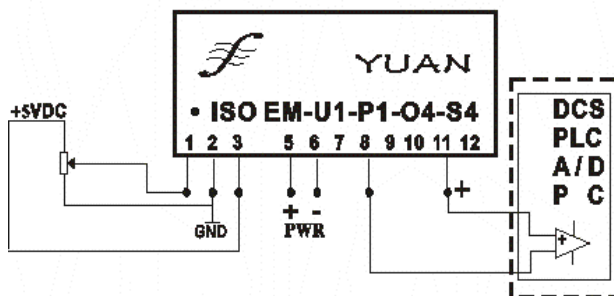 YUAN
• ISO EM-U1-P1-O4-S4
1 2 3 5 6 7 8 9 10 11 12
+5VDC
GND
+ -
PWR
+
DCS
PLC
A/D
P C
+